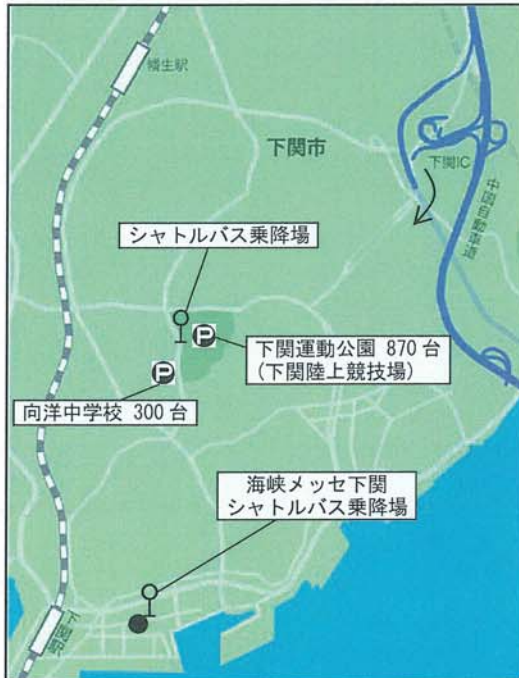 幡生駅
下関市
下関IC
中国自動車道
シャトルバス乗降場
P
下関運動公園 870 台
(下関陸上競技場)
P
向洋中学校 300 台
海峡メッセ下関
シャトルバス乗降場
下関駅